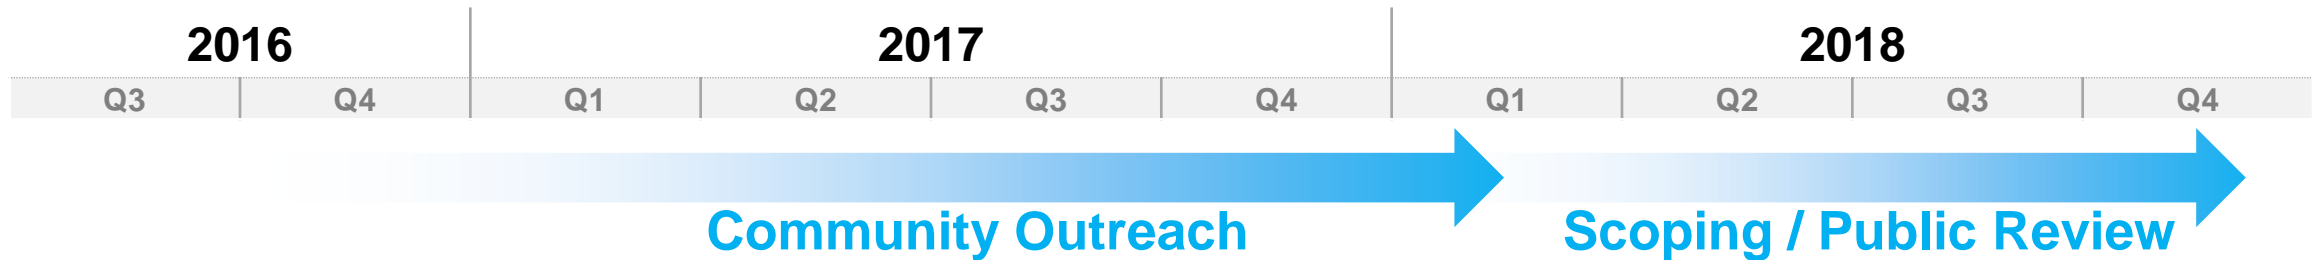 2016 2017 2018
Q3 Q4 Q1 Q2 Q3 Q4 Q1 Q2 Q3 Q4
Community Outreach Scoping / Public Review